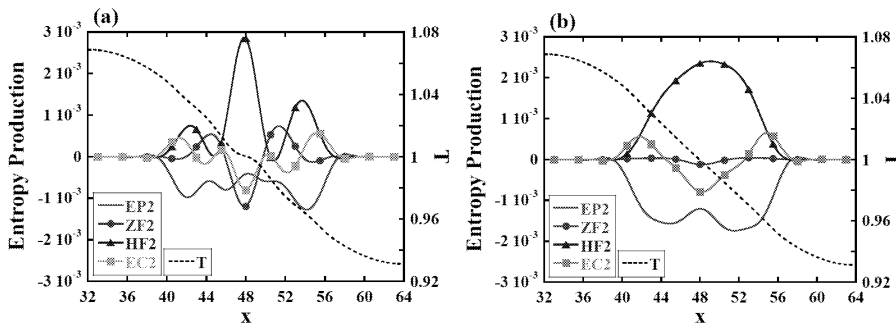 (a)
3 10⁻³
2 10⁻³
1 10⁻³
0
-1 10⁻³
-2 10⁻³
-3 10⁻³
Entropy Production
EP2
ZF2
HF2
EC2
T
1.08
1.04
1
0.96
0.92
T
32 36 40 44 48 52 56 60 64
x
(b)
3 10⁻³
2 10⁻³
1 10⁻³
0
-1 10⁻³
-2 10⁻³
-3 10⁻³
Entropy Production
EP2
ZF2
HF2
EC2
T
1.08
1.04
1
0.96
0.92
T
32 36 40 44 48 52 56 60 64
x